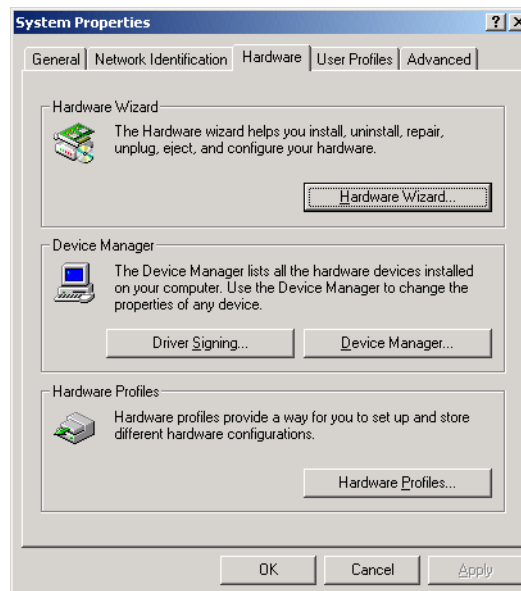 System Properties
General
Network Identification
Hardware
User Profiles
Advanced
Hardware Wizard
The Hardware wizard helps you install, uninstall, repair,
unplug, eject, and configure your hardware.
Hardware Wizard...
Device Manager
The Device Manager lists all the hardware devices installed
on your computer. Use the Device Manager to change the
properties of any device.
Driver Signing...
Device Manager...
Hardware Profiles
Hardware profiles provide a way for you to set up and store
different hardware configurations.
Hardware Profiles...
OK
Cancel
Apply